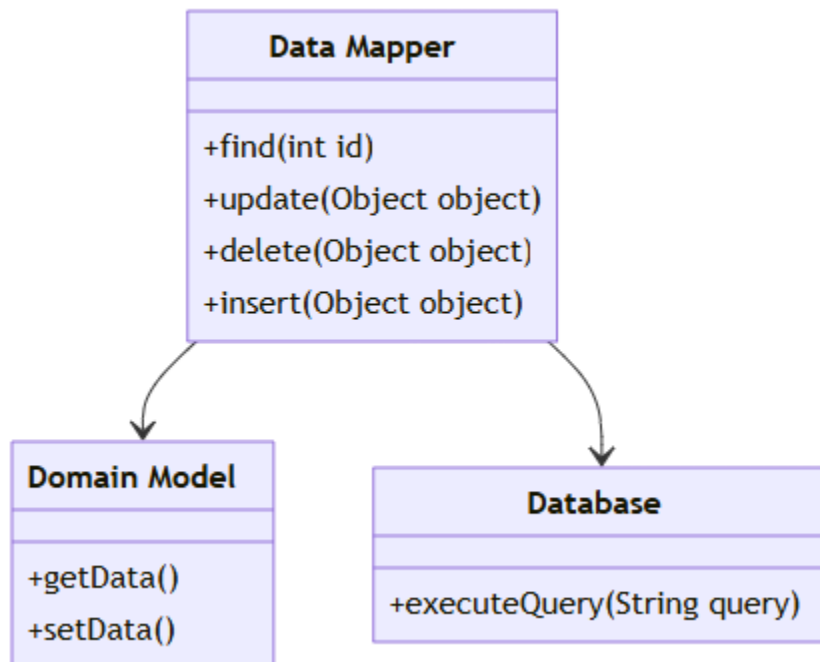 Data Mapper
+find(int id)
+update(Object object)
+delete(Object object)
+insert(Object object)
Domain Model
+getData()
+setData()
Database
+executeQuery(String query)